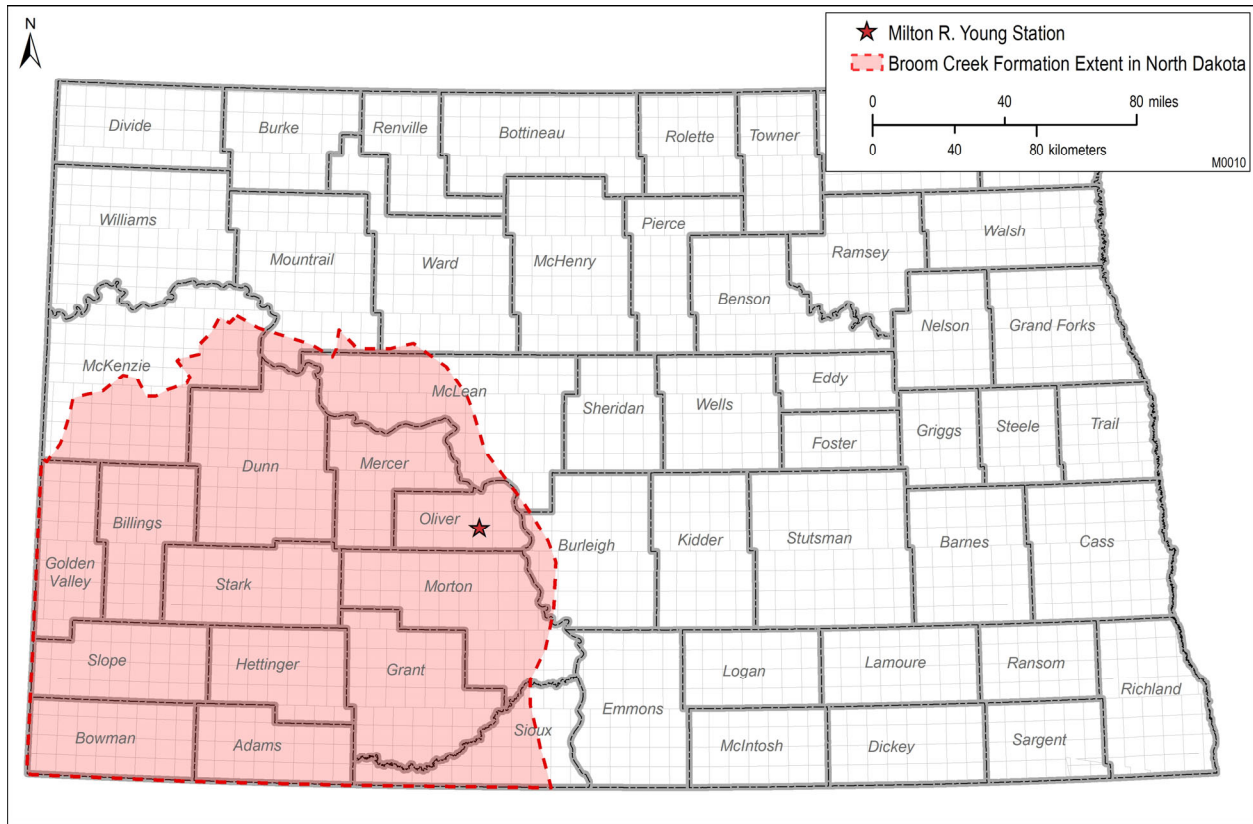 N
Milton R. Young Station
Broom Creek Formation Extent in North Dakota
0 40 80 miles
0 40 80 kilometers
M0010
Divide
Burke
Renville
Bottineau
Rolette
Towner
Williams
Mountrail
Ward
McHenry
Pierce
Benson
Ramsey
Walsh
Nelson
Grand Forks
McKenzie
McLean
Sheridan
Wells
Eddy
Foster
Griggs
Steele
Trail
Dunn
Mercer
Oliver
Billings
Golden
Valley
Stark
Morton
Burleigh
Kidder
Stutsman
Barnes
Cass
Slope
Hettinger
Grant
Sioux
Emmons
Logan
Lamoure
Ransom
Richland
Bowman
Adams
McIntosh
Dickey
Sargent